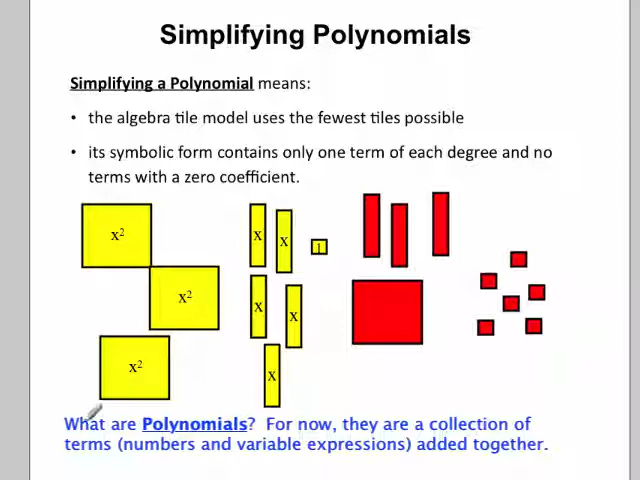 Simplifying Polynomials
Simplifying a Polynomial means:
• the algebra tile model uses the fewest tiles possible
• its symbolic form contains only one term of each degree and no
terms with a zero coefficient.
x²
x
x
1
x²
x
x
x²
x
What are Polynomials? For now, they are a collection of
terms (numbers and variable expressions) added together.